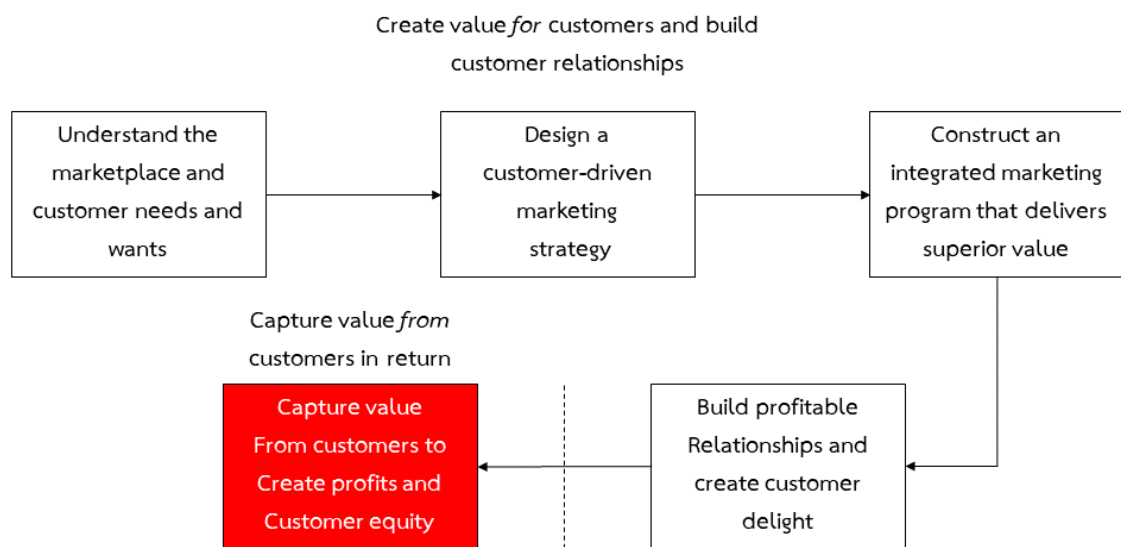 Create value for customers and build
customer relationships
Understand the
marketplace and
customer needs and
wants
Design a
customer-driven
marketing
strategy
Construct an
integrated marketing
program that delivers
superior value
Capture value from
customers in return
Capture value
From customers to
Create profits and
Customer equity
Build profitable
Relationships and
create customer
delight